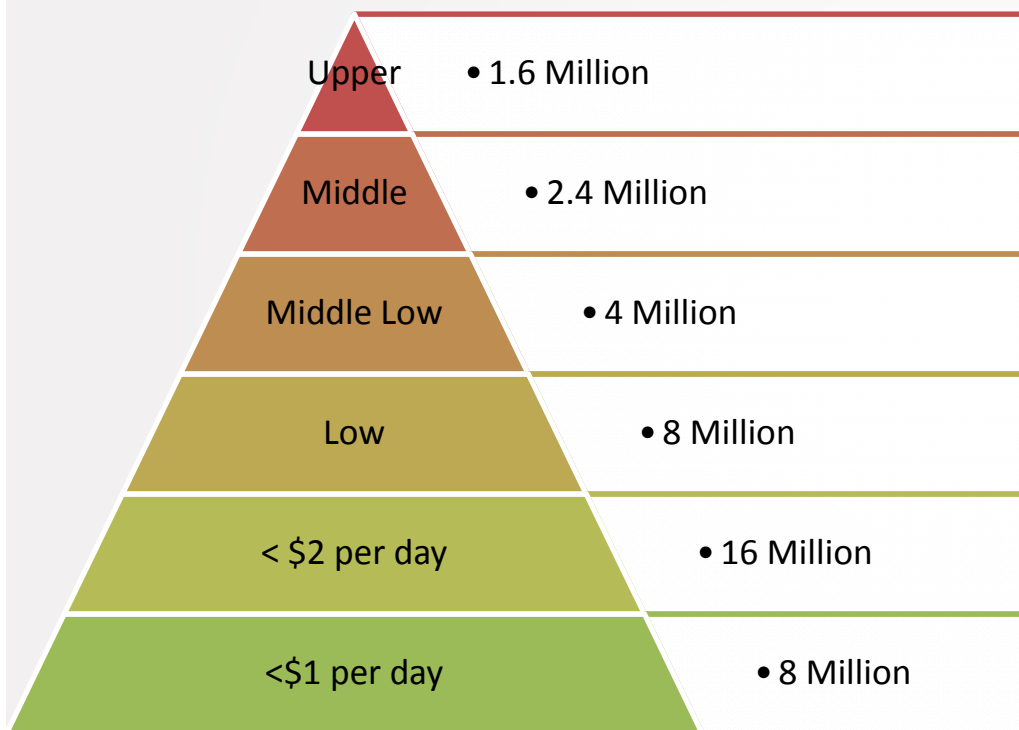 Upper • 1.6 Million
Middle • 2.4 Million
Middle Low • 4 Million
Low • 8 Million
< $2 per day • 16 Million
<$1 per day • 8 Million